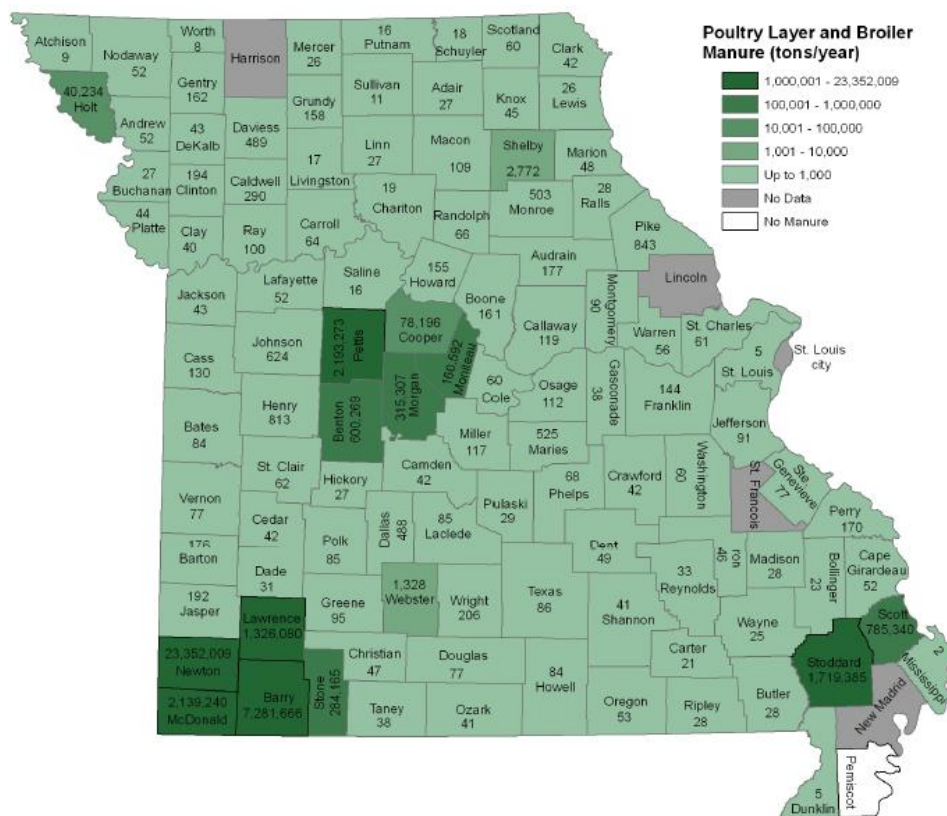 Poultry Layer and Broiler
Manure (tons/year)
1,000,001 - 23,352,009
100,001 - 1,000,000
10,001 - 100,000
1,001 - 10,000
Up to 1,000
No Data
No Manure
Atchison
9
Nodaway
52
Worth
8
Harrison
Mercer
26
16
Putnam
18
Schuyler
Scotland
60
Clark
42
40,234
Holt
Gentry
162
Sullivan
11
Adair
27
Knox
45
26
Lewis
Andrew
52
43
DeKalb
Daviess
489
Grundy
158
Linn
27
Macon
109
Shelby
2,772
Marion
48
27
Buchanan
194
Clinton
Caldwell
290
17
Livingston
19
Chariton
Randolph
66
503
Monroe
28
Ralls
44
Platte
Clay
40
Ray
100
Carroll
64
Pike
843
Audrain
177
Lincoln
Jackson
43
Lafayette
52
Saline
16
155
Howard
Boone
161
Callaway
119
Montgomery
90
Warren
56
St. Charles
61
5
St. Louis
St. Louis
city
Cass
130
Johnson
624
2,193,273
Pettis
78,196
Cooper
160,592
Moniteau
60
Cole
Osage
112
Gasconade
38
144
Franklin
Jefferson
91
Bates
84
Henry
813
Benton
600,269
315,307
Morgan
Miller
117
525
Maries
St. Clair
62
Hickory
27
Camden
42
Pulaski
29
68
Phelps
Crawford
42
Washington
60
St. Francois
Ste.
Genevieve
77
Perry
170
Vernon
77
Cedar
42
Polk
85
Dallas
488
85
Laclede
Dent
49
ron
46
Madison
28
Bollinger
23
Cape
Girardeau
52
176
Barton
Dade
31
192
Jasper
Greene
95
1,328
Webster
Wright
206
Texas
86
41
Shannon
33
Reynolds
Wayne
25
Scott
785,340
2
Mississippi
Lawrence
1,326,080
23,352,009
Newton
Christian
47
Douglas
77
84
Howell
Carter
21
Stoddard
1,719,385
2,139,240
McDonald
Barry
7,281,666
Stone
284,165
Taney
38
Ozark
41
Oregon
53
Ripley
28
Butler
28
New Madrid
Pemiscot
5
Dunklin